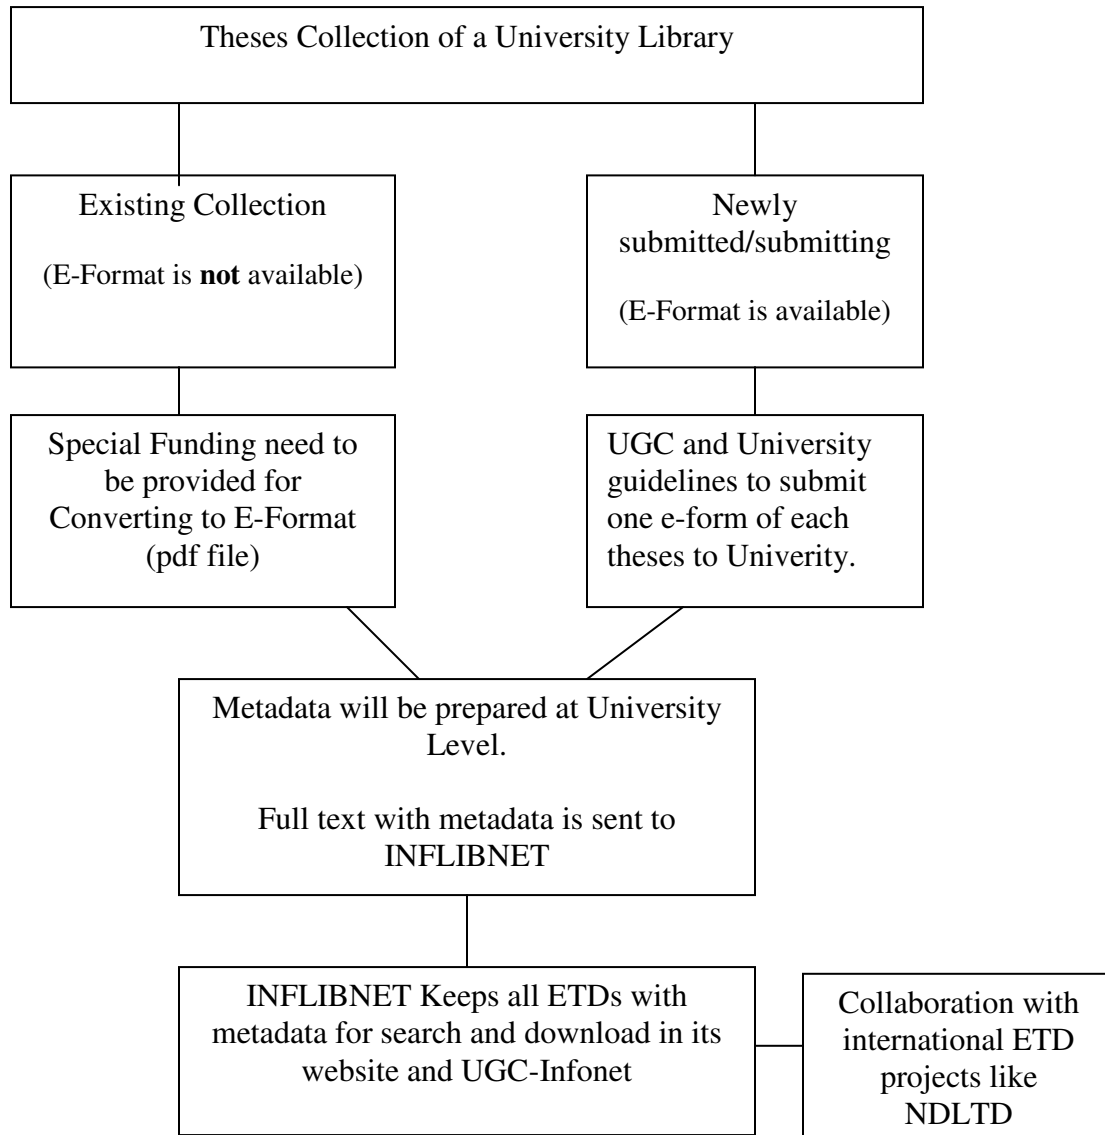 Theses Collection of a University Library
Existing Collection
(E-Format is not available)
Newly
submitted/submitting
(E-Format is available)
Special Funding need to
be provided for
Converting to E-Format
(pdf file)
UGC and University
guidelines to submit
one e-form of each
theses to Univerity.
Metadata will be prepared at University
Level.
Full text with metadata is sent to
INFLIBNET
INFLIBNET Keeps all ETDs with
metadata for search and download in its
website and UGC-Infonet
Collaboration with
international ETD
projects like
NDLTD